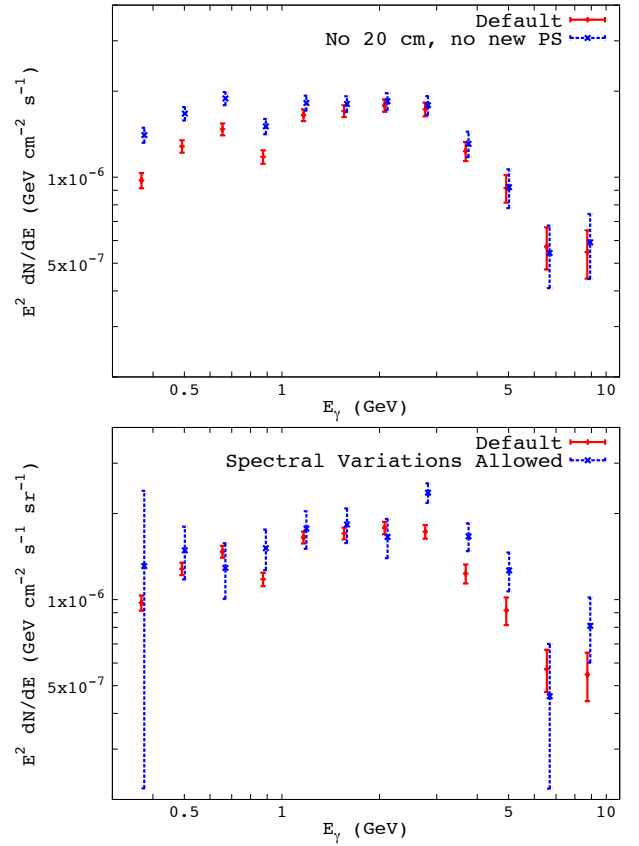 Default
No 20 cm, no new PS
E² dN/dE (GeV cm⁻² s⁻¹)
1x10⁻⁶
5x10⁻⁷
0.5 1 5 10
E_γ (GeV)
Default
Spectral Variations Allowed
E² dN/dE (GeV cm⁻² s⁻¹ sr⁻¹)
1x10⁻⁶
5x10⁻⁷
0.5 1 5 10
E_γ (GeV)